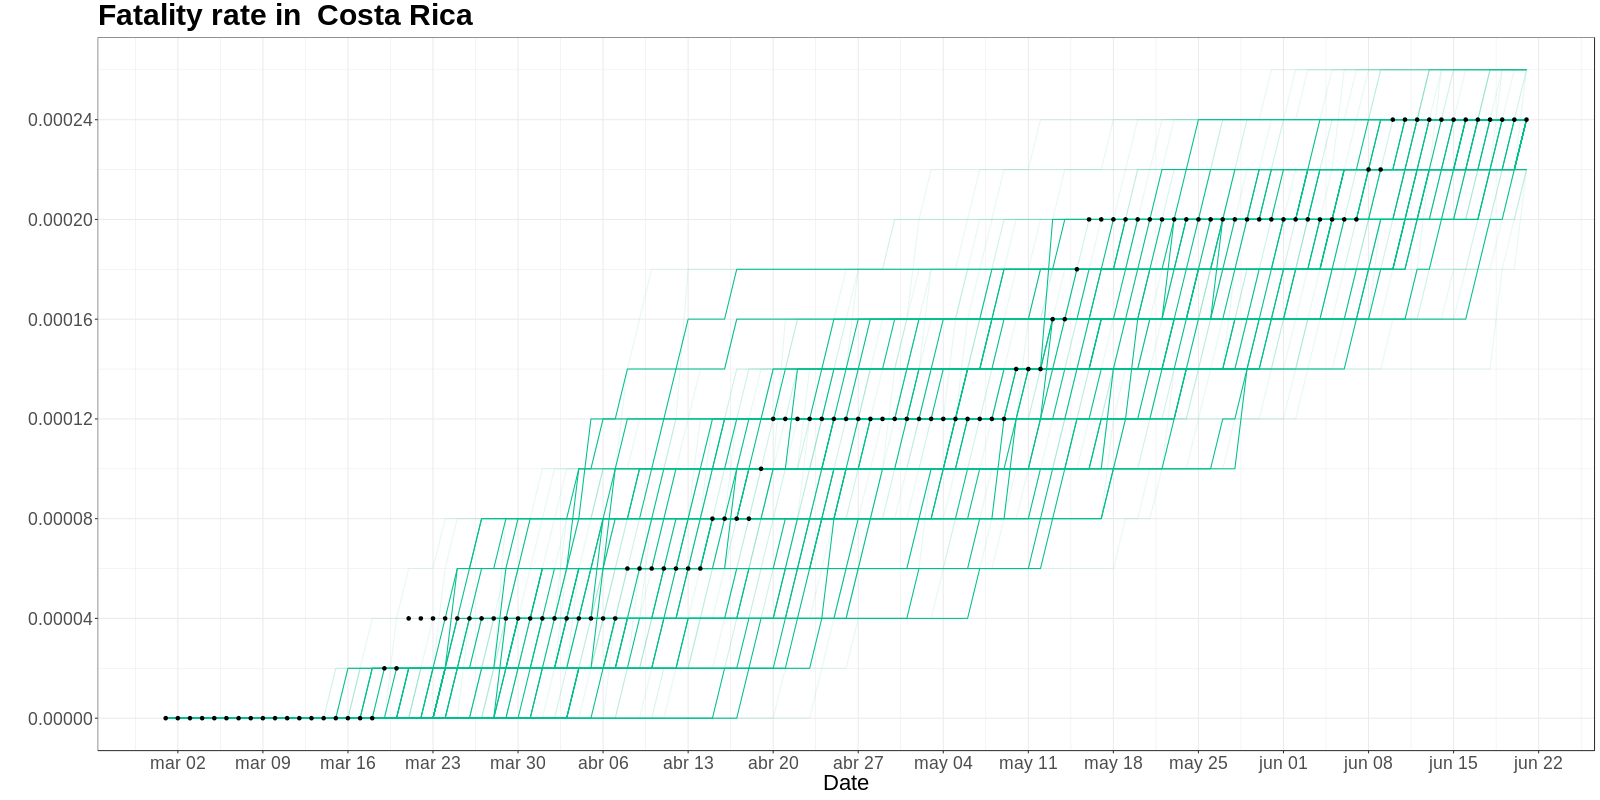 Fatality rate in  Costa Rica
0.00024
0.00020
0.00016
0.00012
0.00008
0.00004
0.00000
mar 02 mar 09 mar 16 mar 23 mar 30 abr 06 abr 13 abr 20 abr 27 may 04 may 11 may 18 may 25 jun 01 jun 08 jun 15 jun 22
Date